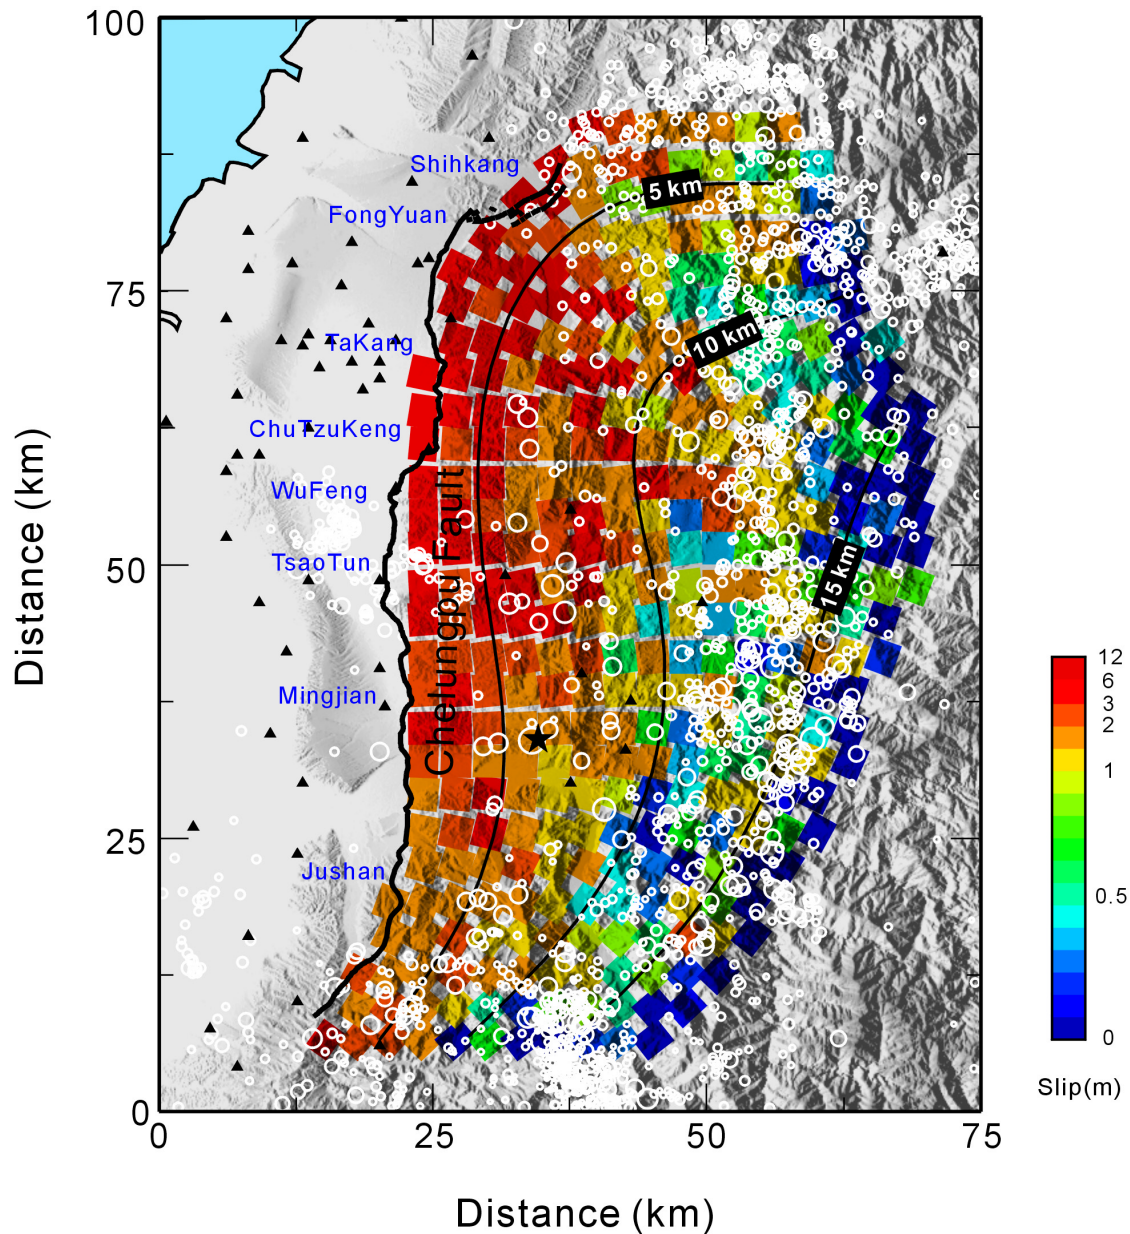 100
Shihkang
5 km
FongYuan
75
10 km
TaKang
ChuTzuKeng
WuFeng
Chelungpu Fault
TsaoTun
50
15 km
Distance (km)
Mingjian
12
6
3
2
1
0.5
0
Slip(m)
25
Jushan
0
0
25
50
75
Distance (km)